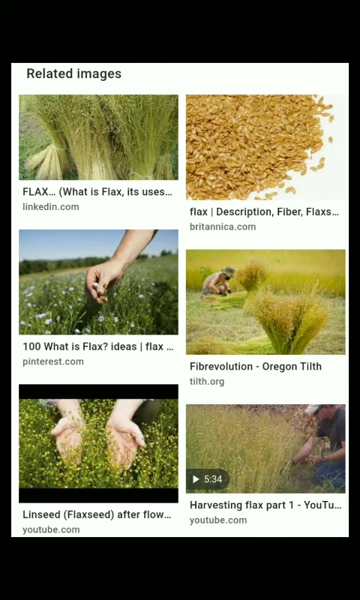 Related images
FLAX… (What is Flax, its uses…
linkedin.com
flax | Description, Fiber, Flaxs…
britannica.com
100 What is Flax? ideas | flax …
pinterest.com
Fibrevolution - Oregon Tilth
tilth.org
5:34
Linseed (Flaxseed) after flow…
youtube.com
Harvesting flax part 1 - YouTu…
youtube.com